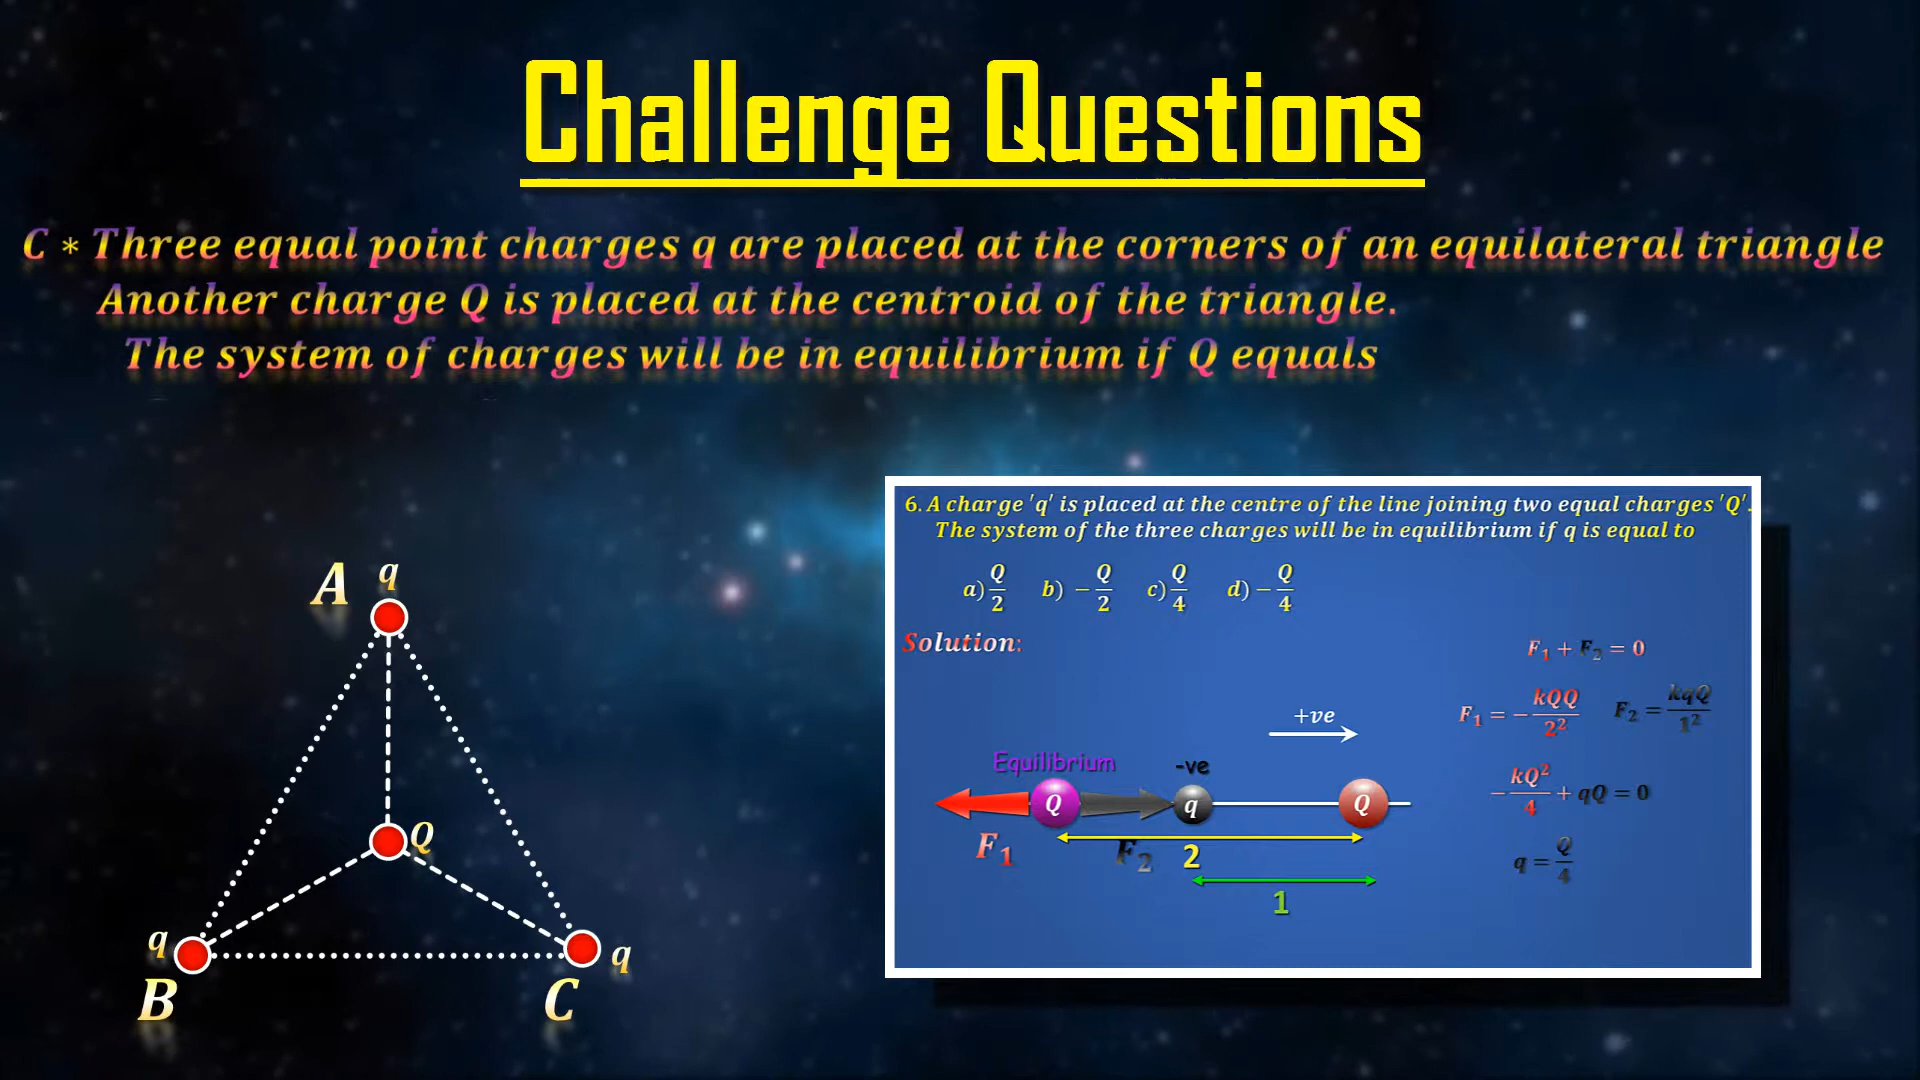 Challenge Questions
C * Three equal point charges q are placed at the corners of an equilateral triangle
Another charge Q is placed at the centroid of the triangle.
The system of charges will be in equilibrium if Q equals
A q
Q
q
B
q
C
6. A charge 'q' is placed at the centre of the line joining two equal charges 'Q'.
The system of the three charges will be in equilibrium if q is equal to
a) Q/2 b) -Q/2 c) Q/4 d) -Q/4
Solution:
F₁ + F₂ = 0
F₁ = -kQQ/2² F₂ = kqQ/1²
+ve
Equilibrium
-ve
-kQ²/4 + qQ = 0
Q q Q
F₁ F₂ 2
q = Q/4
1